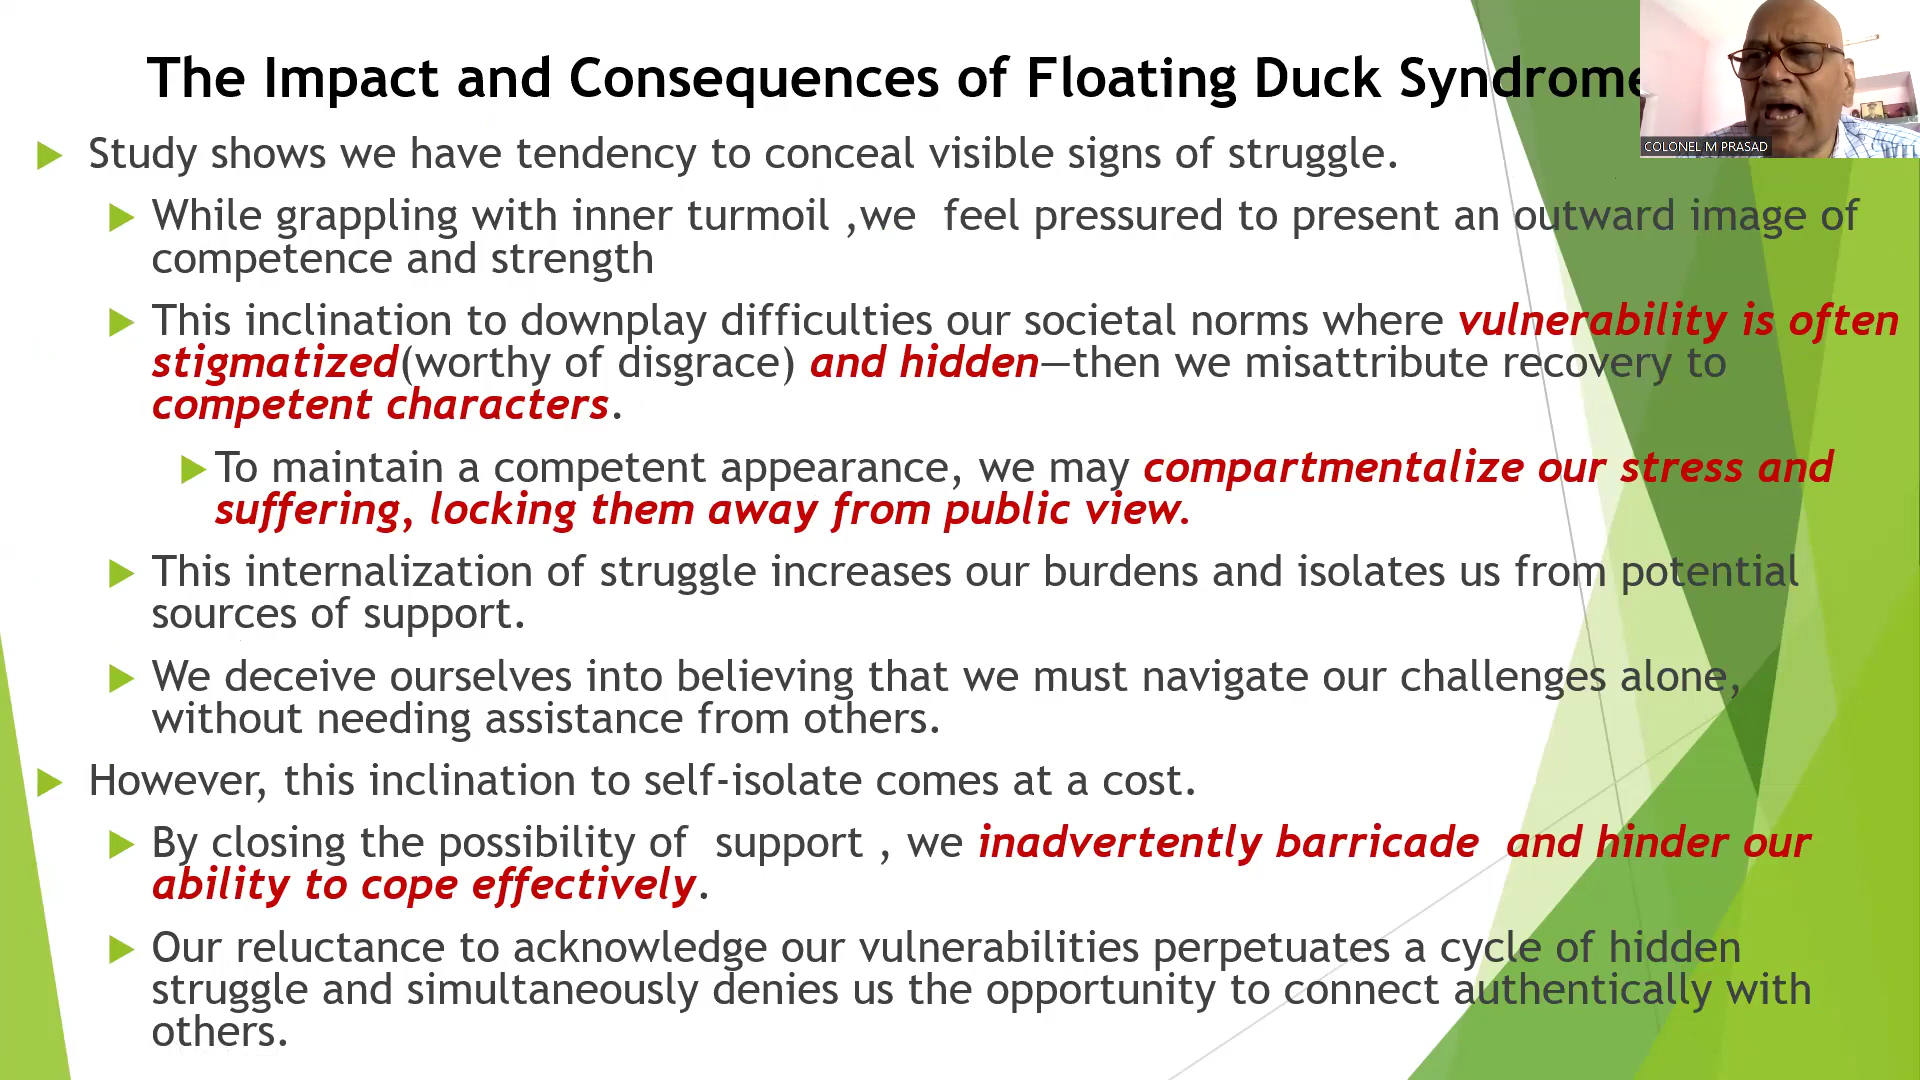 The Impact and Consequences of Floating Duck Syndrome
COLONEL M PRASAD
Study shows we have tendency to conceal visible signs of struggle.
While grappling with inner turmoil ,we  feel pressured to present an outward image of
competence and strength
This inclination to downplay difficulties our societal norms where vulnerability is often
stigmatized(worthy of disgrace) and hidden—then we misattribute recovery to
competent characters.
To maintain a competent appearance, we may compartmentalize our stress and
suffering, locking them away from public view.
This internalization of struggle increases our burdens and isolates us from potential
sources of support.
We deceive ourselves into believing that we must navigate our challenges alone,
without needing assistance from others.
However, this inclination to self-isolate comes at a cost.
By closing the possibility of  support , we inadvertently barricade  and hinder our
ability to cope effectively.
Our reluctance to acknowledge our vulnerabilities perpetuates a cycle of hidden
struggle and simultaneously denies us the opportunity to connect authentically with
others.